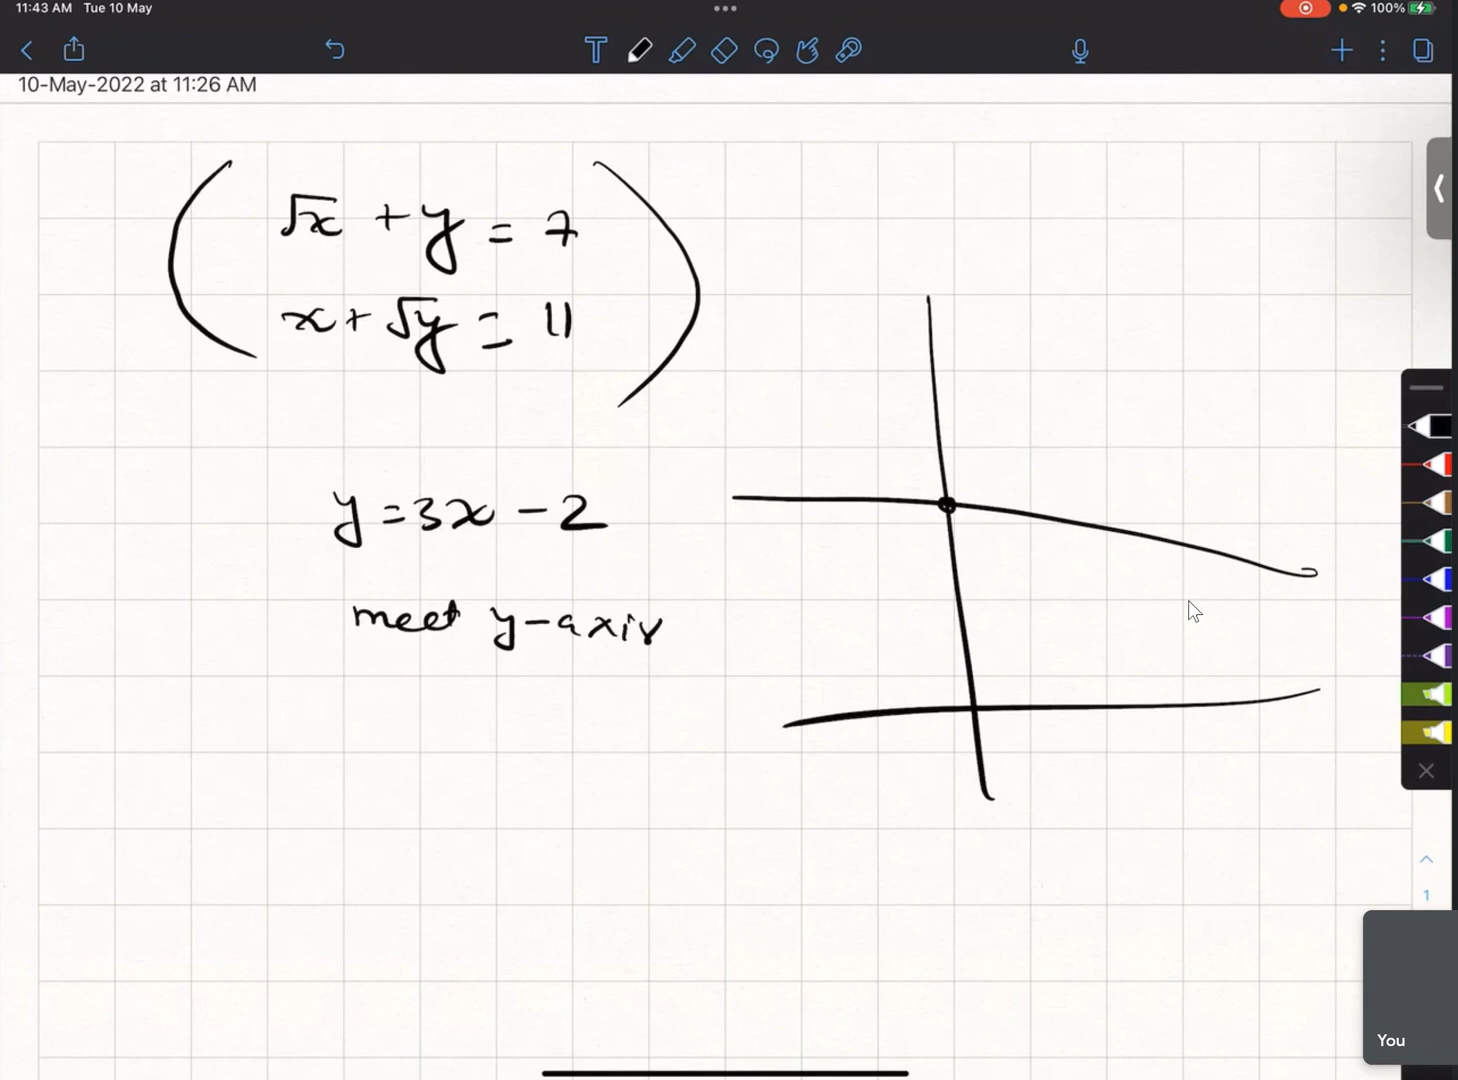 11:43 AM Tue 10 May
100%
10-May-2022 at 11:26 AM
√x + y = 7
x + √y = 11
y = 3x - 2
meet y-axis
1
You